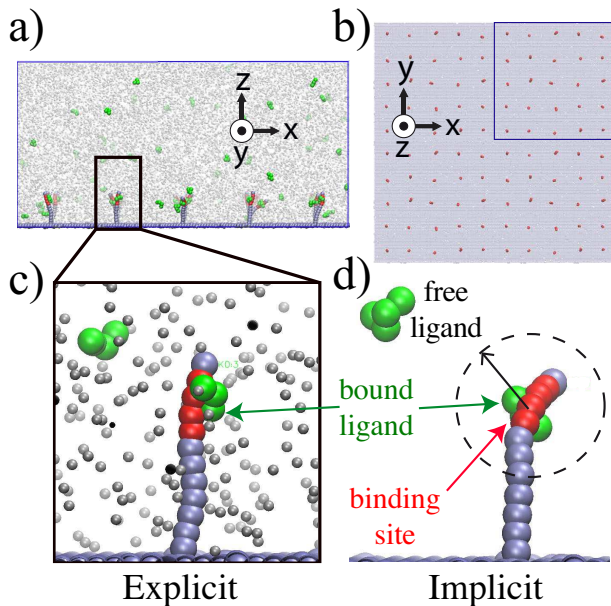 a)
z
x
y
b)
y
x
z
c)
d)
free
ligand
bound
ligand
binding
site
Explicit
Implicit